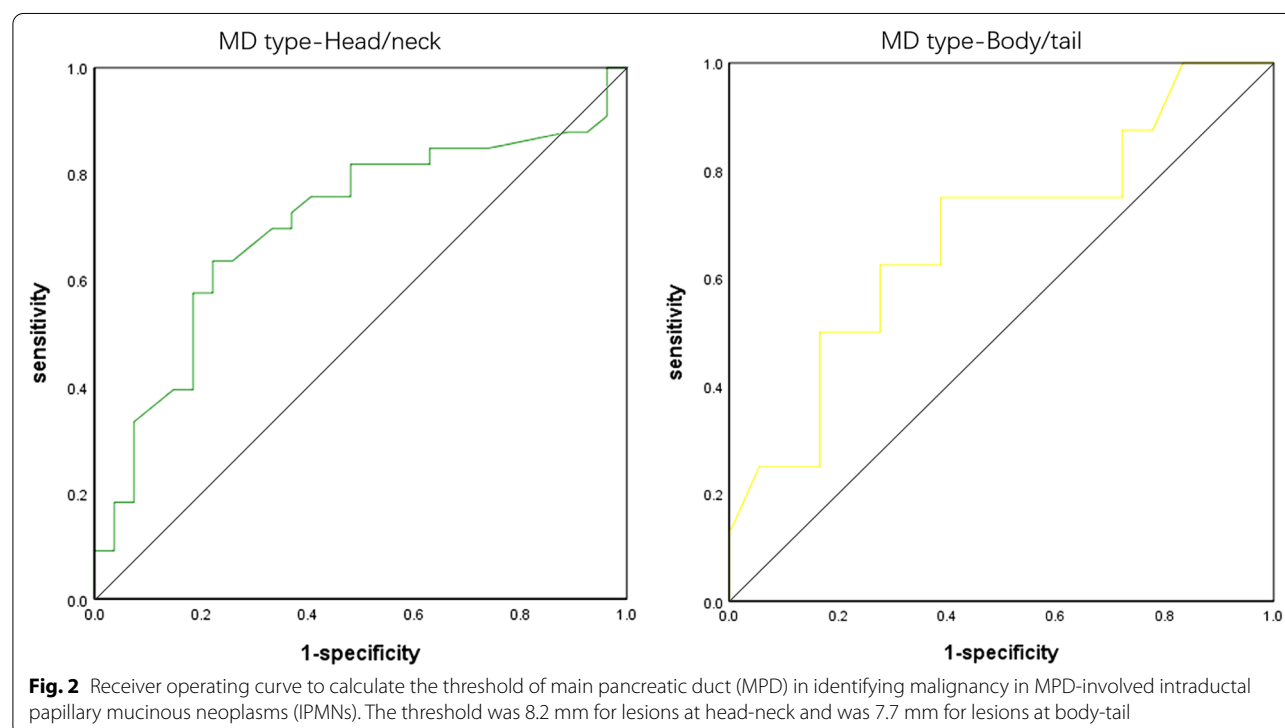 MD type-Head/neck
1.0
0.8
0.6
0.4
0.2
0.0
sensitivity
0.0 0.2 0.4 0.6 0.8 1.0
1-specificity
MD type-Body/tail
1.0
0.8
0.6
0.4
0.2
0.0
sensitivity
0.0 0.2 0.4 0.6 0.8 1.0
1-specificity
Fig. 2 Receiver operating curve to calculate the threshold of main pancreatic duct (MPD) in identifying malignancy in MPD-involved intraductal
papillary mucinous neoplasms (IPMNs). The threshold was 8.2 mm for lesions at head-neck and was 7.7 mm for lesions at body-tail